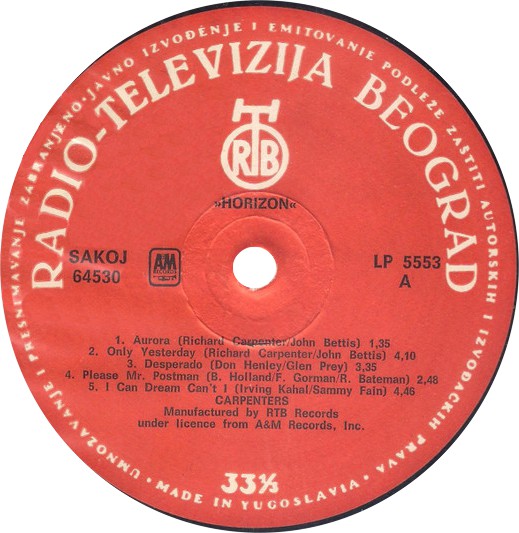 UMNOŽAVANJE I PRESNEMAVANJE ZABRANJENO · JAVNO IZVOĐENJE I EMITOVANJE PODLEŽE ZAŠTITI AUTORSKIH I IZVOĐAČKIH PRAVA ·
RADIO-TELEVIZIJA BEOGRAD
RTB
»HORIZON«
SAKOJ
64530
AM
RECORDS
LP 5553
A
1. Aurora (Richard Carpenter/John Bettis) 1,35
2. Only Yesterday (Richard Carpenter/John Bettis) 4,10
3. Desperado (Don Henley/Glen Prey) 3,35
4. Please Mr. Postman (B. Holland/F. Gorman/R. Bateman) 2,48
5. I Can Dream Can't I (Irving Kahal/Sammy Fain) 4,46
CARPENTERS
Manufactured by RTB Records
under licence from A&M Records, Inc.
33⅓
· MADE IN YUGOSLAVIA ·